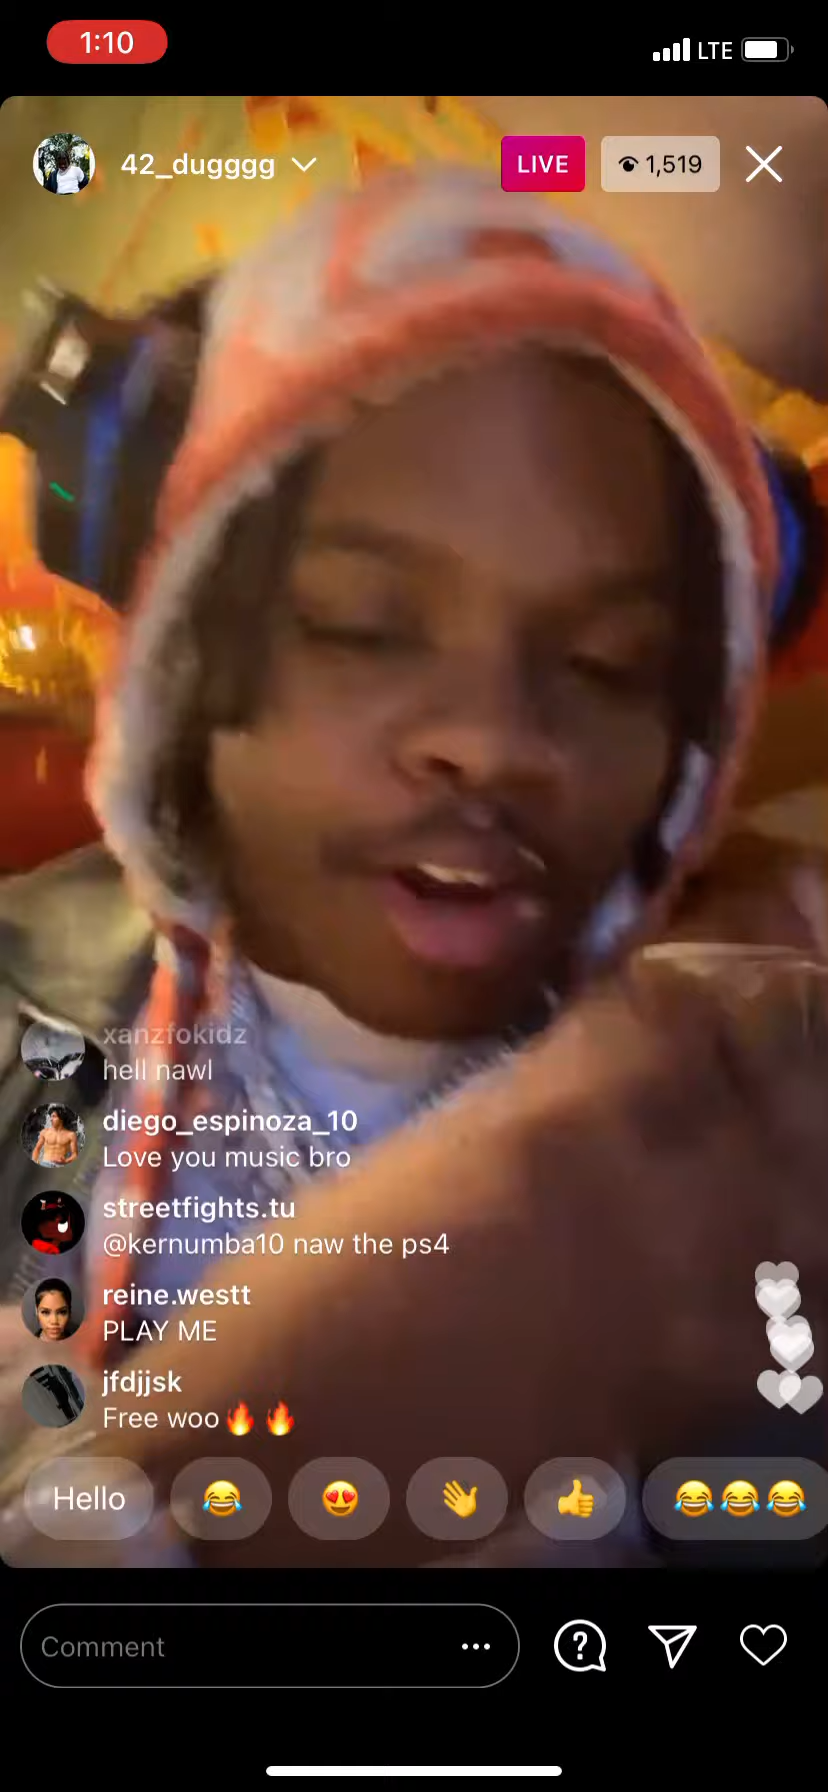 1:10
LTE
42_dugggg
LIVE
1,519
xanzfokidz
hell nawl
diego_espinoza_10
Love you music bro
streetfights.tu
@kernumba10 naw the ps4
reine.westt
PLAY ME
jfdjjsk
Free woo🔥🔥
Hello 😂 😍 👋 👍 😂😂😂
Comment